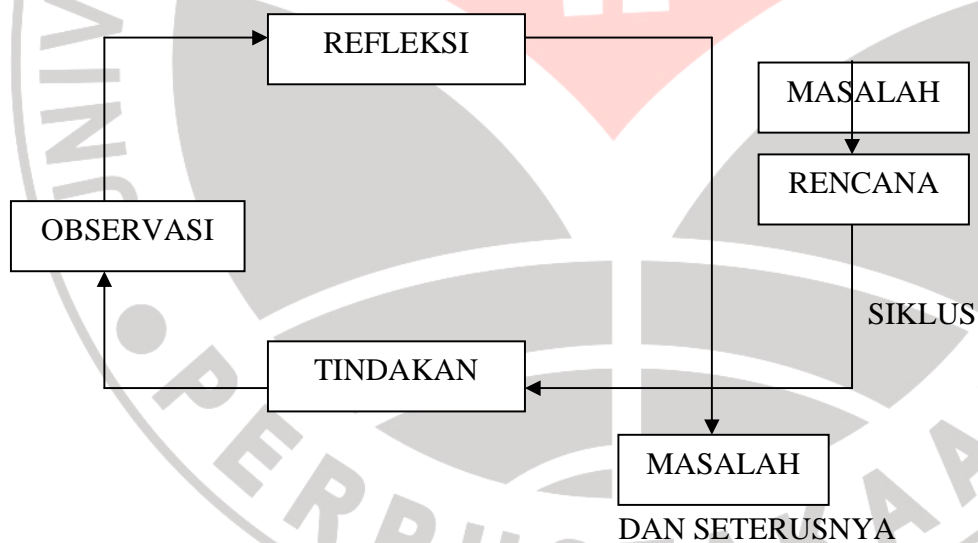 REFLEKSI
MASALAH
RENCANA
OBSERVASI
SIKLUS
TINDAKAN
MASALAH
DAN SETERUSNYA